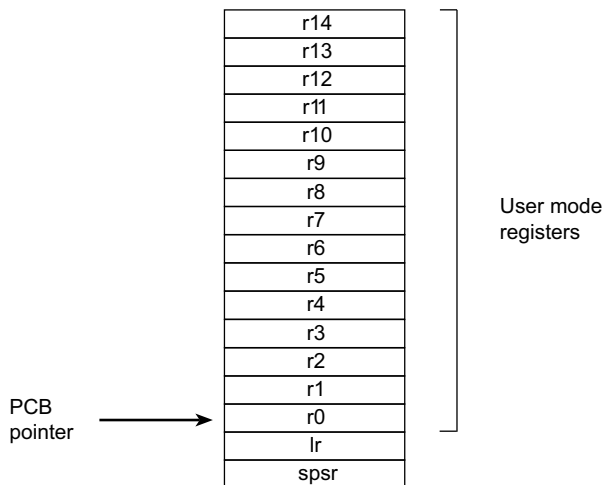 r14
r13
r12
r11
r10
r9
r8
r7
r6
r5
r4
r3
r2
r1
r0
lr
spsr
User mode
registers
PCB
pointer